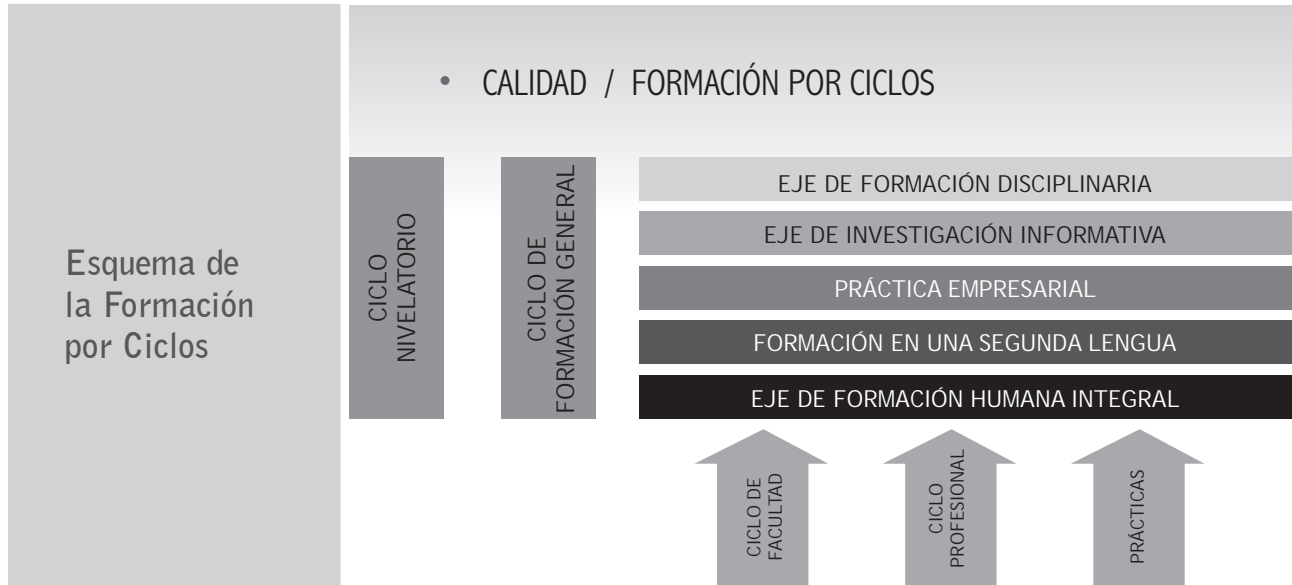 Esquema de
la Formación
por Ciclos
• CALIDAD / FORMACIÓN POR CICLOS
CICLO
NIVELATORIO
CICLO DE
FORMACIÓN GENERAL
EJE DE FORMACIÓN DISCIPLINARIA
EJE DE INVESTIGACIÓN INFORMATIVA
PRÁCTICA EMPRESARIAL
FORMACIÓN EN UNA SEGUNDA LENGUA
EJE DE FORMACIÓN HUMANA INTEGRAL
CICLO DE
FACULTAD
CICLO
PROFESIONAL
PRÁCTICAS